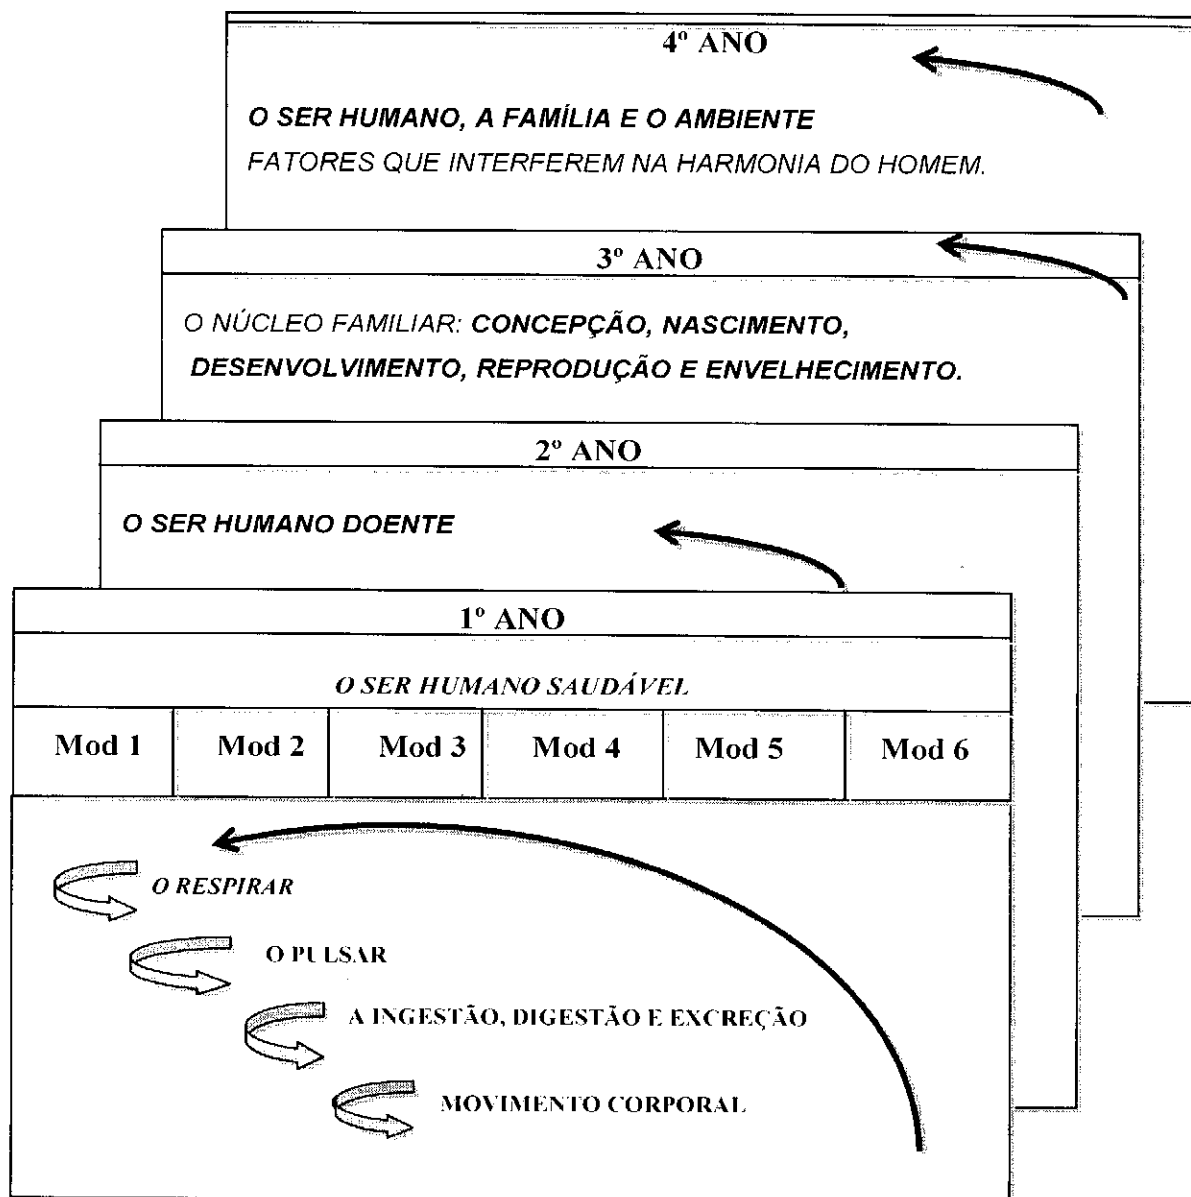 4º ANO
O SER HUMANO, A FAMÍLIA E O AMBIENTE
FATORES QUE INTERFEREM NA HARMONIA DO HOMEM.
3º ANO
O NÚCLEO FAMILIAR: CONCEPÇÃO, NASCIMENTO,
DESENVOLVIMENTO, REPRODUÇÃO E ENVELHECIMENTO.
2º ANO
O SER HUMANO DOENTE
1º ANO
O SER HUMANO SAUDÁVEL
Mod 1 Mod 2 Mod 3 Mod 4 Mod 5 Mod 6
O RESPIRAR
O PULSAR
A INGESTÃO, DIGESTÃO E EXCREÇÃO
MOVIMENTO CORPORAL